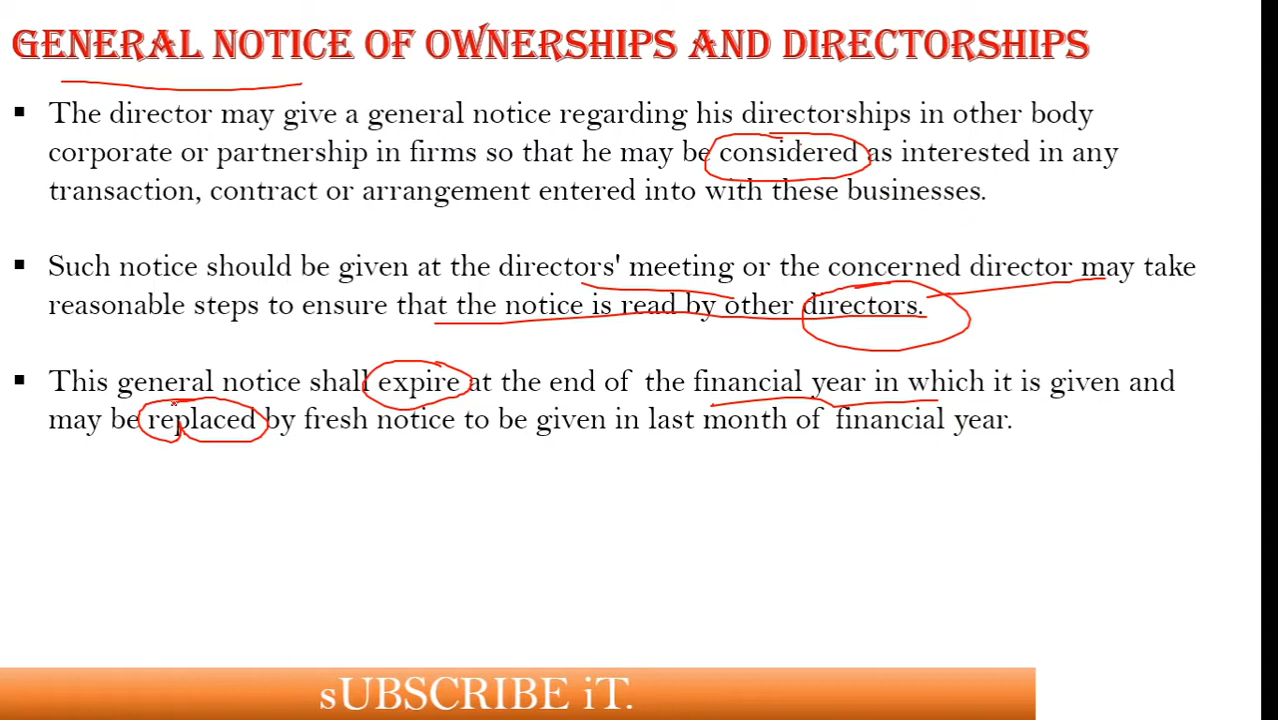 GENERAL NOTICE OF OWNERSHIPS AND DIRECTORSHIPS
▪ The director may give a general notice regarding his directorships in other body
corporate or partnership in firms so that he may be considered as interested in any
transaction, contract or arrangement entered into with these businesses.
▪ Such notice should be given at the directors' meeting or the concerned director may take
reasonable steps to ensure that the notice is read by other directors.
▪ This general notice shall expire at the end of the financial year in which it is given and
may be replaced by fresh notice to be given in last month of financial year.
sUBSCRIBE iT.